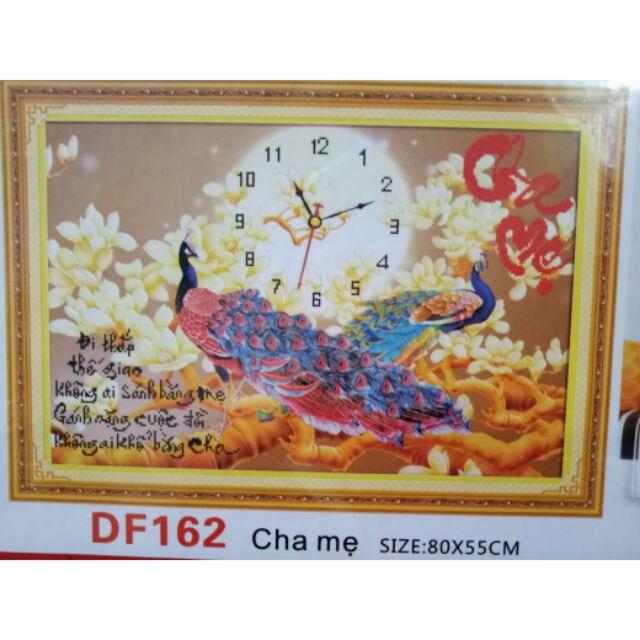 Cha
Mẹ
12
11
1
10
2
9
3
8
4
7
5
6
Đi khắp
thế gian
không ai sánh bằng mẹ
Gánh nặng cuộc đời
không ai khổ bằng cha
DF162 Cha mẹ SIZE:80X55CM